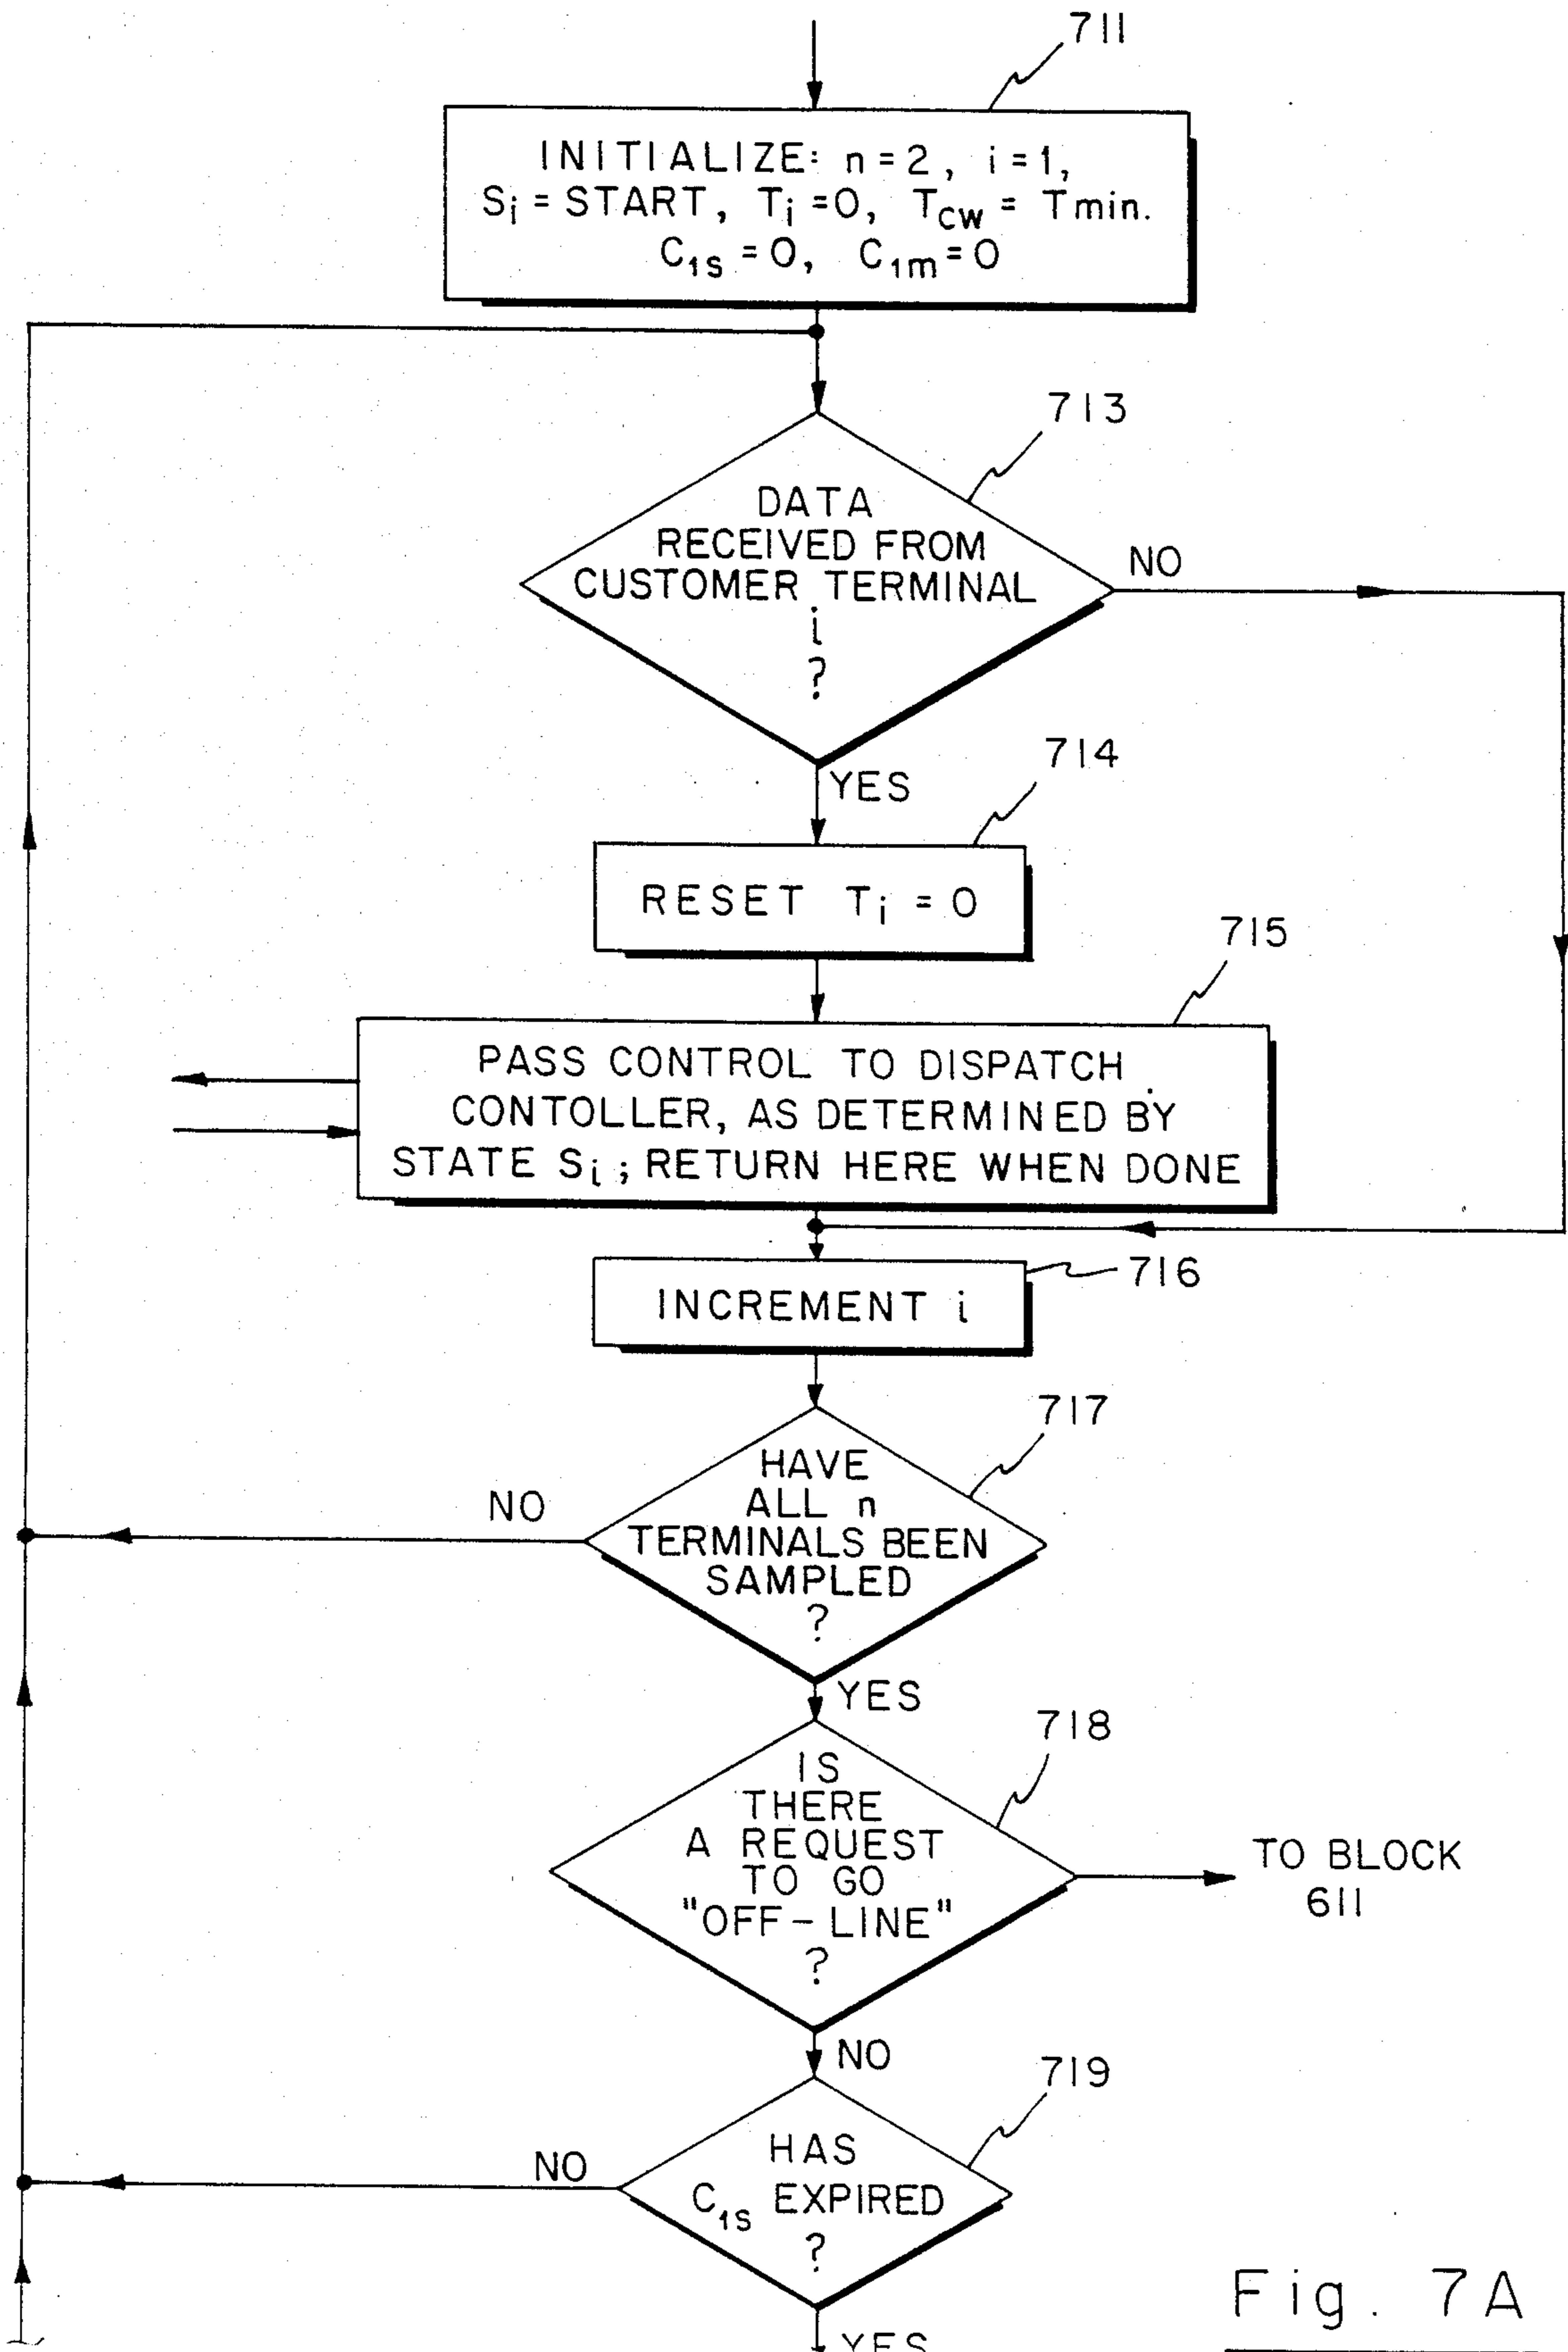 711
INITIALIZE: n=2, i=1,
Si = START, Ti =0, TCW = Tmin.
C1s =0, C1m=0
713
DATA
RECEIVED FROM
CUSTOMER TERMINAL
i
?
NO
YES
714
RESET Ti = 0
715
PASS CONTROL TO DISPATCH
CONTOLLER, AS DETERMINED BY
STATE Si ; RETURN HERE WHEN DONE
716
INCREMENT i
717
HAVE
ALL n
TERMINALS BEEN
SAMPLED
?
NO
YES
718
IS
THERE
A REQUEST
TO GO
"OFF-LINE"
?
TO BLOCK
611
NO
719
HAS
C1S EXPIRED
?
NO
YES
Fig. 7A